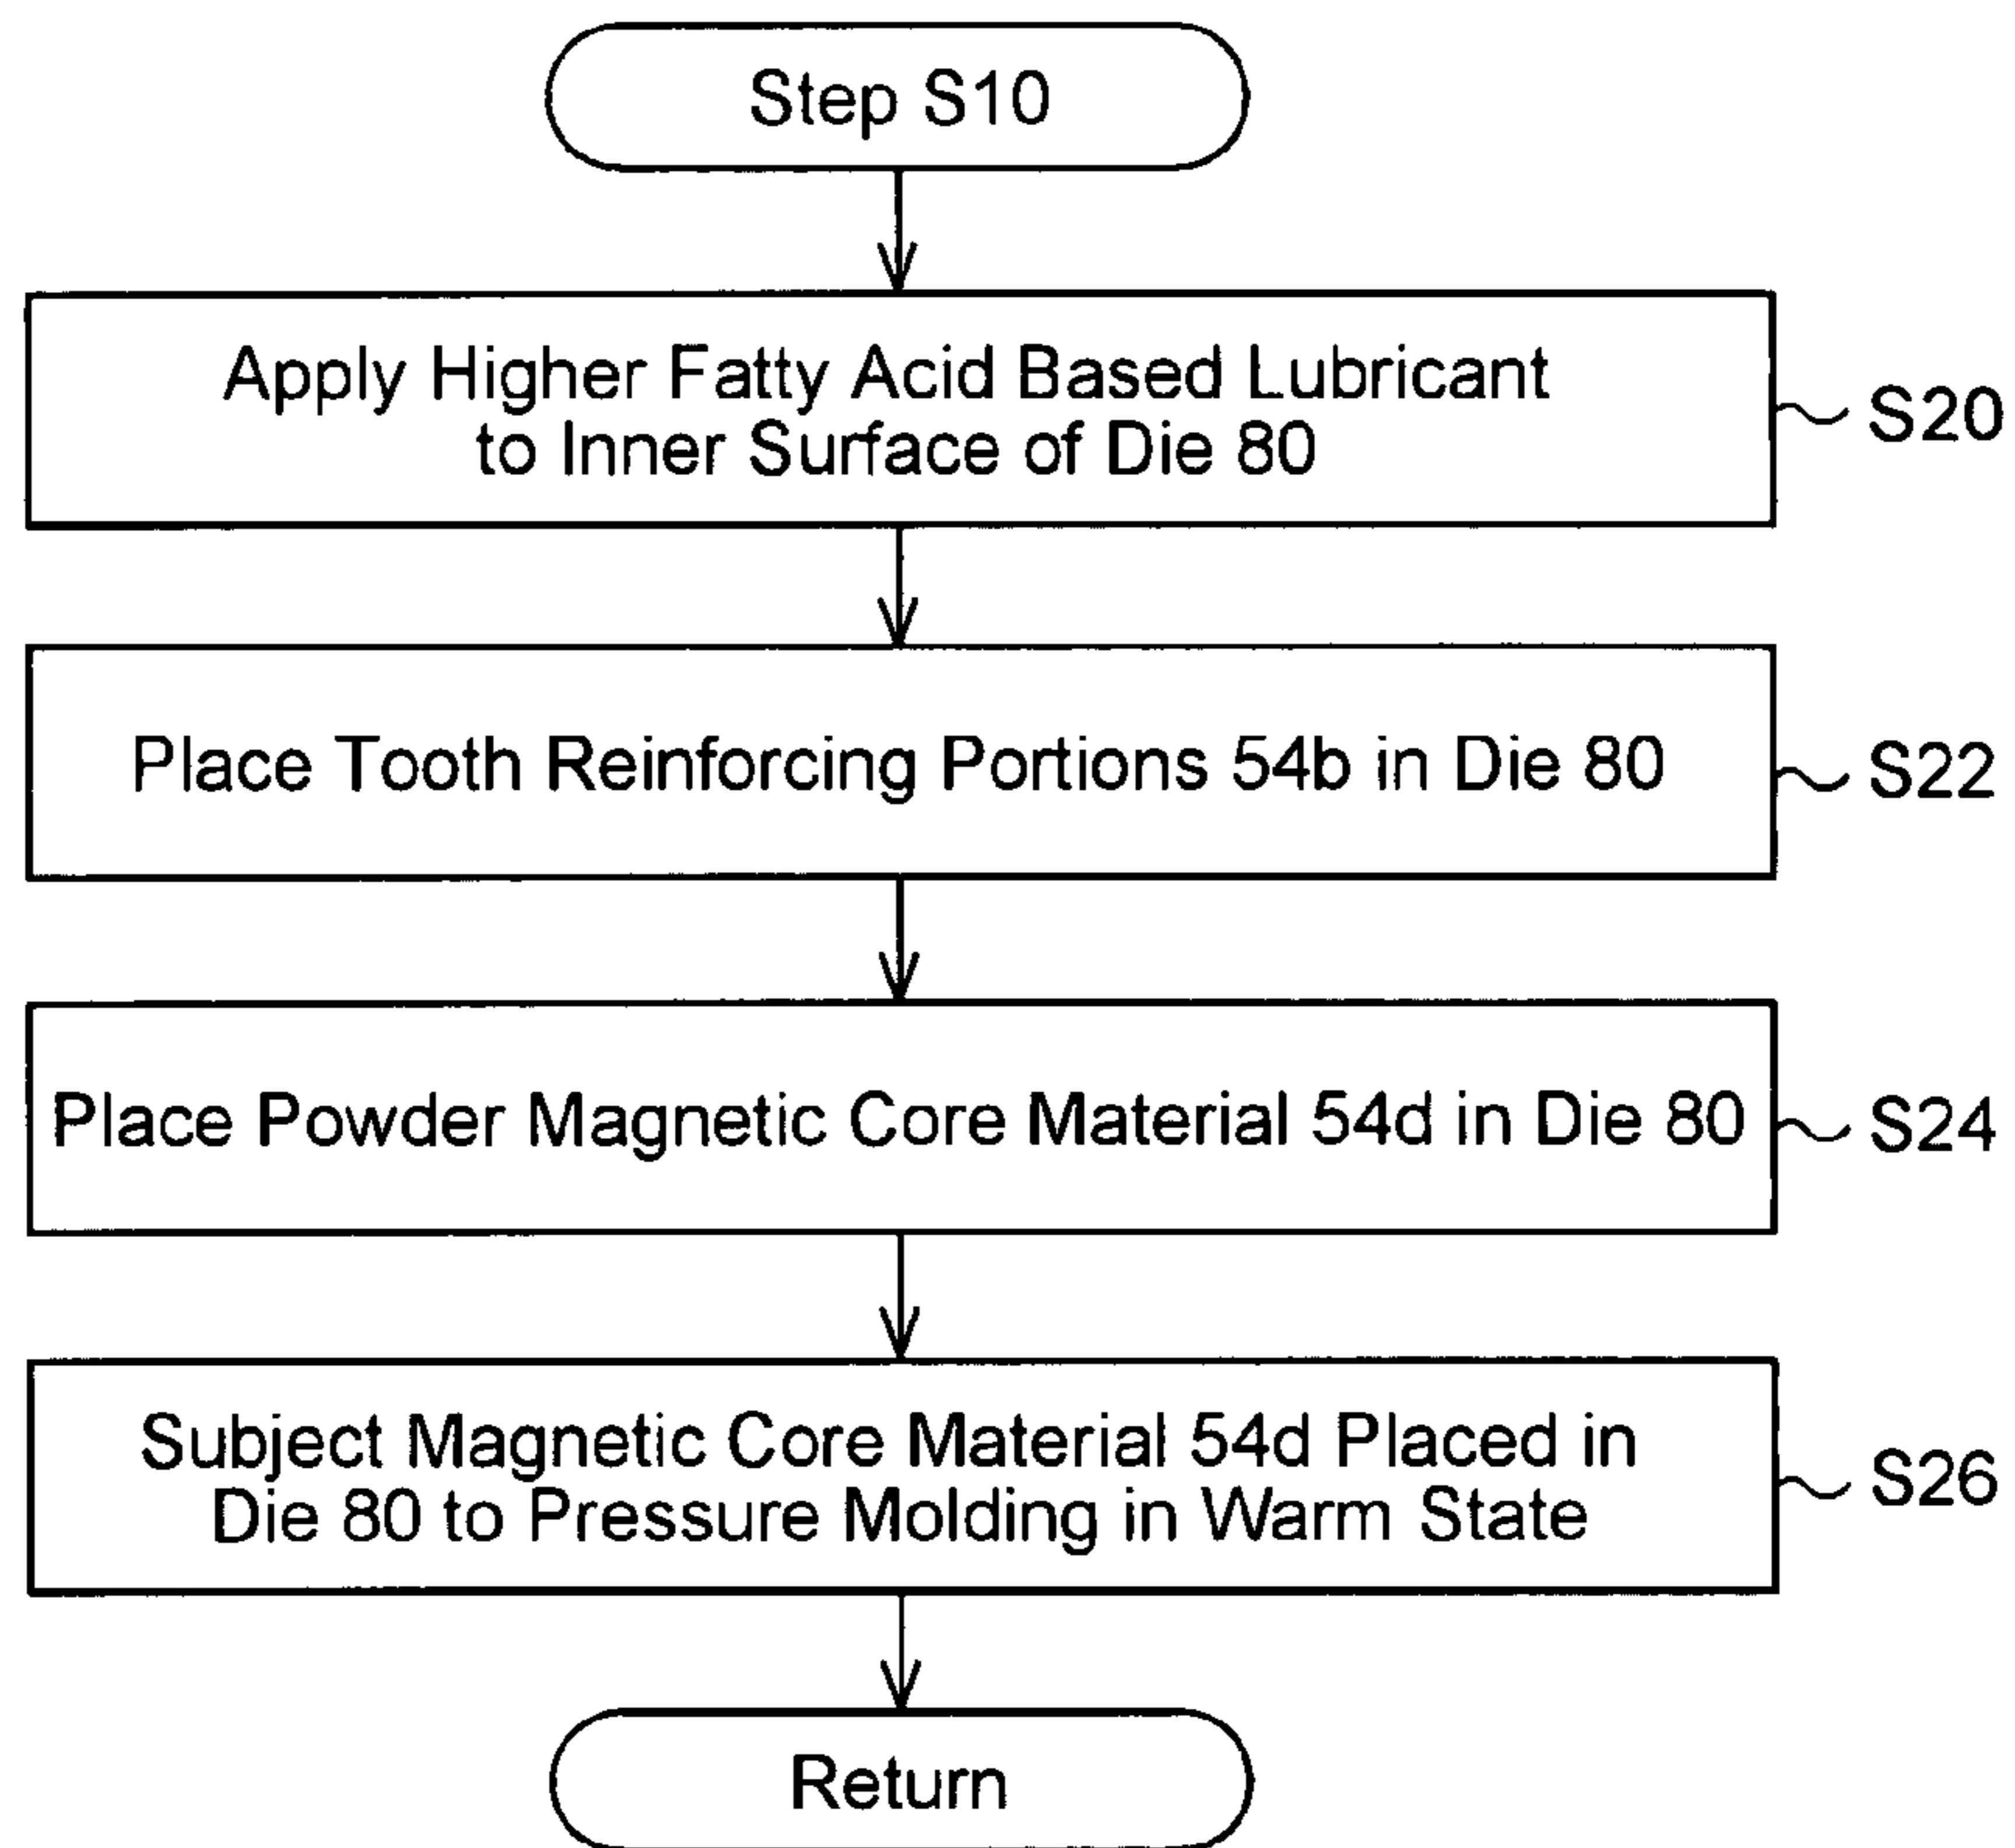 Step S10
Apply Higher Fatty Acid Based Lubricant
to Inner Surface of Die 80
S20
Place Tooth Reinforcing Portions 54b in Die 80
S22
Place Powder Magnetic Core Material 54d in Die 80
S24
Subject Magnetic Core Material 54d Placed in
Die 80 to Pressure Molding in Warm State
S26
Return